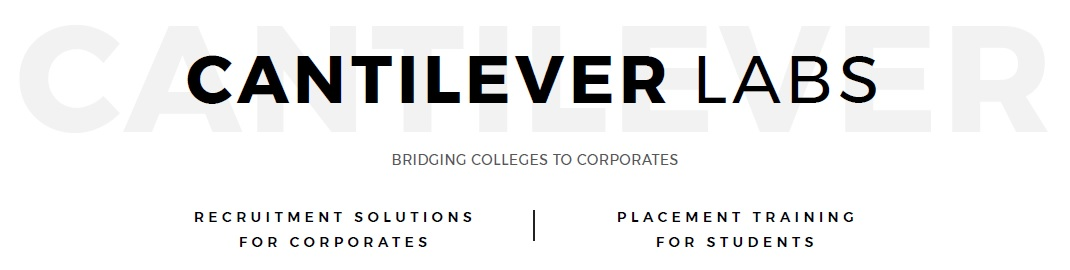 CANTILEVER
CANTILEVER LABS
BRIDGING COLLEGES TO CORPORATES
RECRUITMENT SOLUTIONS
FOR CORPORATES
PLACEMENT TRAINING
FOR STUDENTS